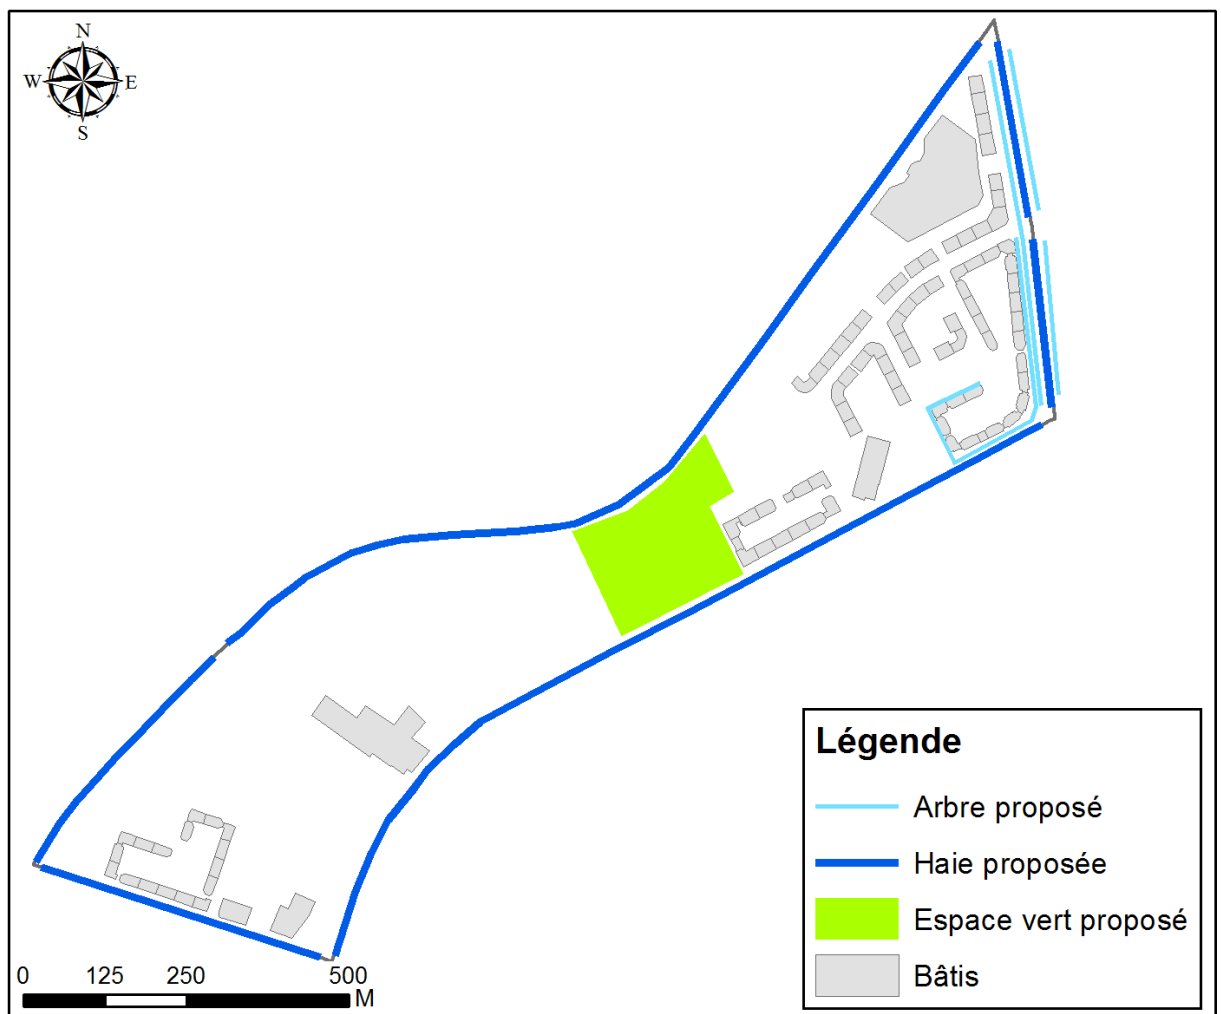 N
W E
S
Légende
Arbre proposé
Haie proposée
Espace vert proposé
Bâtis
0 125 250 500
M